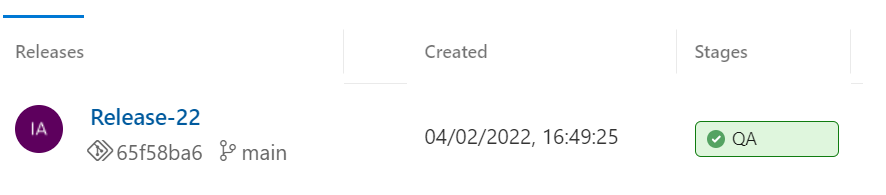 Releases Created Stages
IA Release-22
65f58ba6 main
04/02/2022, 16:49:25
QA